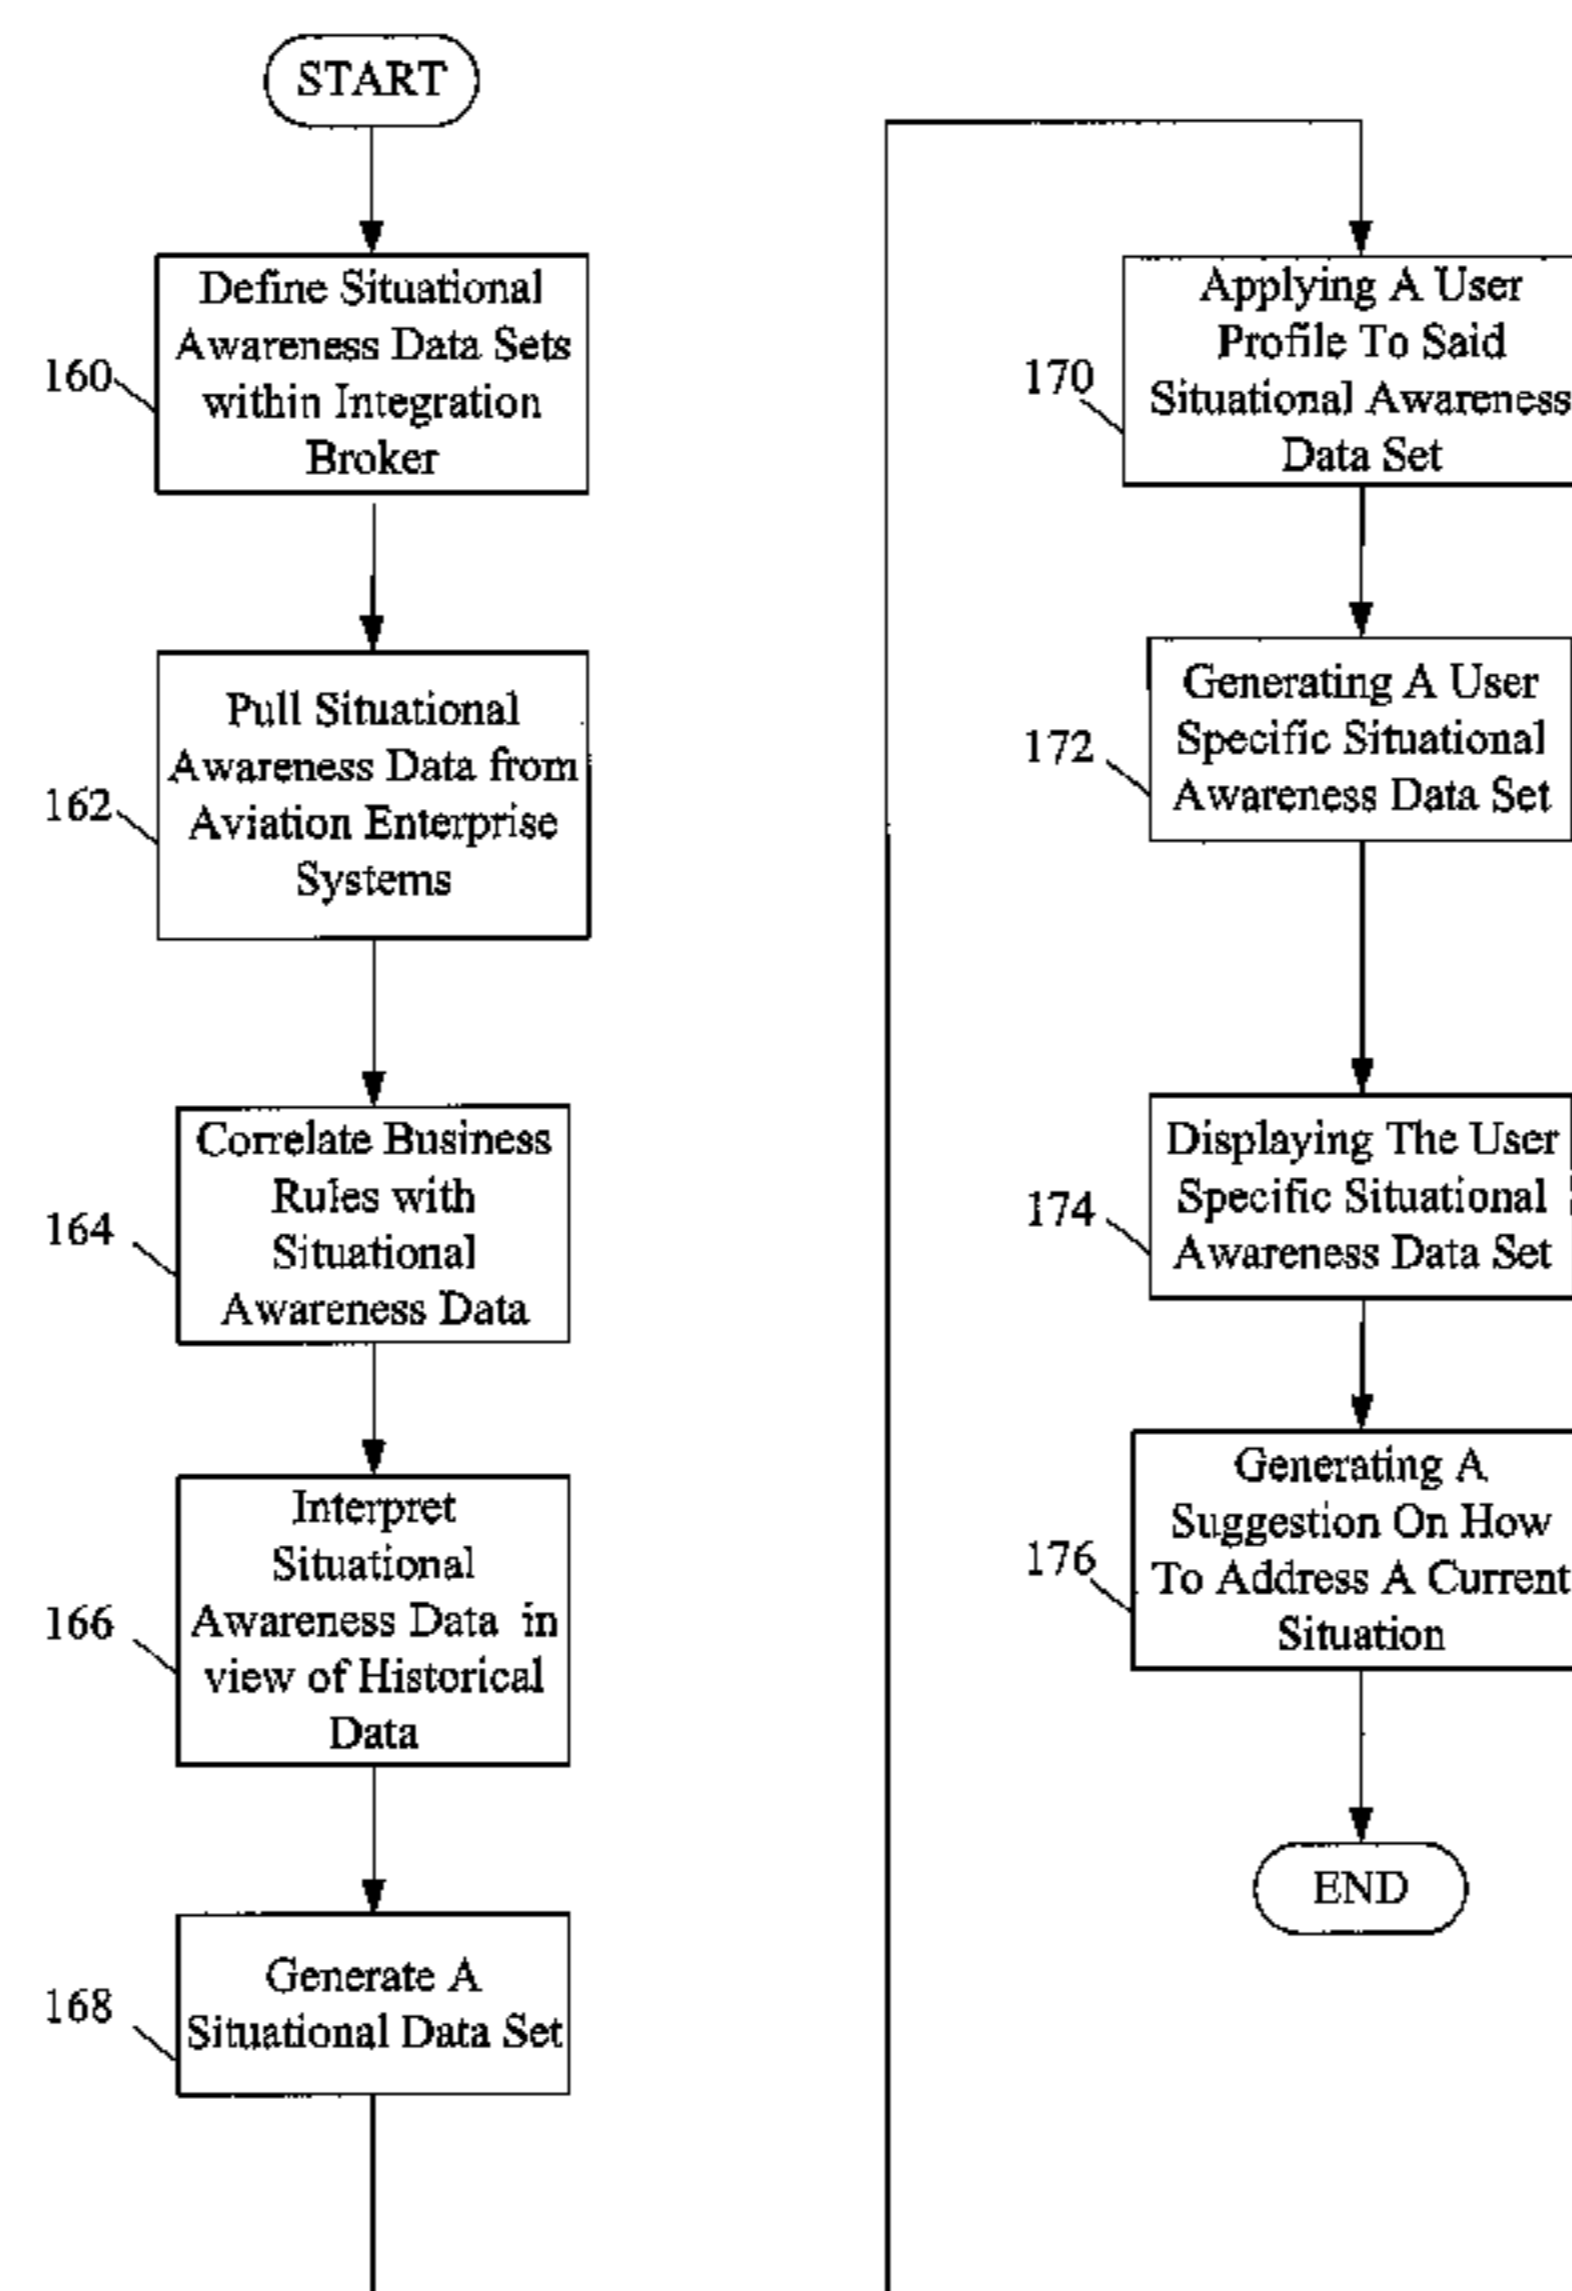 START
Define Situational
Awareness Data Sets
within Integration
Broker
160
Pull Situational
Awareness Data from
Aviation Enterprise
Systems
162
Correlate Business
Rules with
Situational
Awareness Data
164
Interpret
Situational
Awareness Data in
view of Historical
Data
166
Generate A
Situational Data Set
168
Applying A User
Profile To Said
Situational Awareness
Data Set
170
Generating A User
Specific Situational
Awareness Data Set
172
Displaying The User
Specific Situational
Awareness Data Set
174
Generating A
Suggestion On How
To Address A Current
Situation
176
END